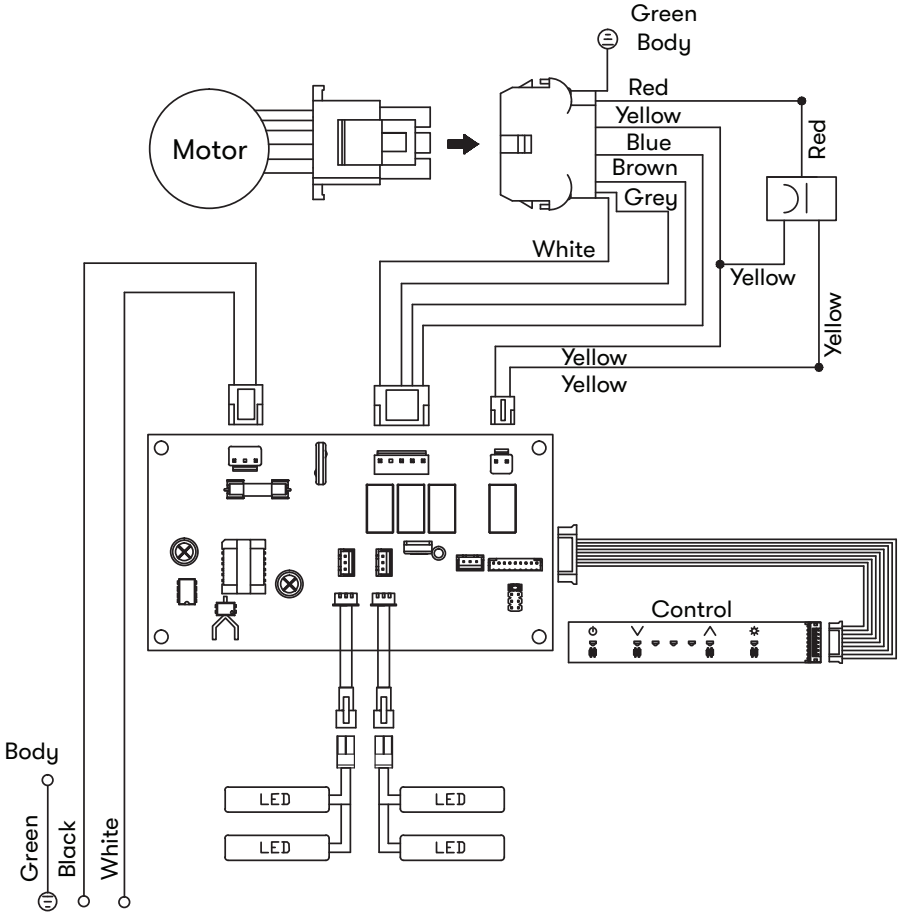 Green
Body
Motor
Red
Yellow
Blue
Brown
Grey
Red
White
Yellow
Yellow
Yellow
Yellow
Control
Body
Green
Black
White
LED
LED
LED
LED